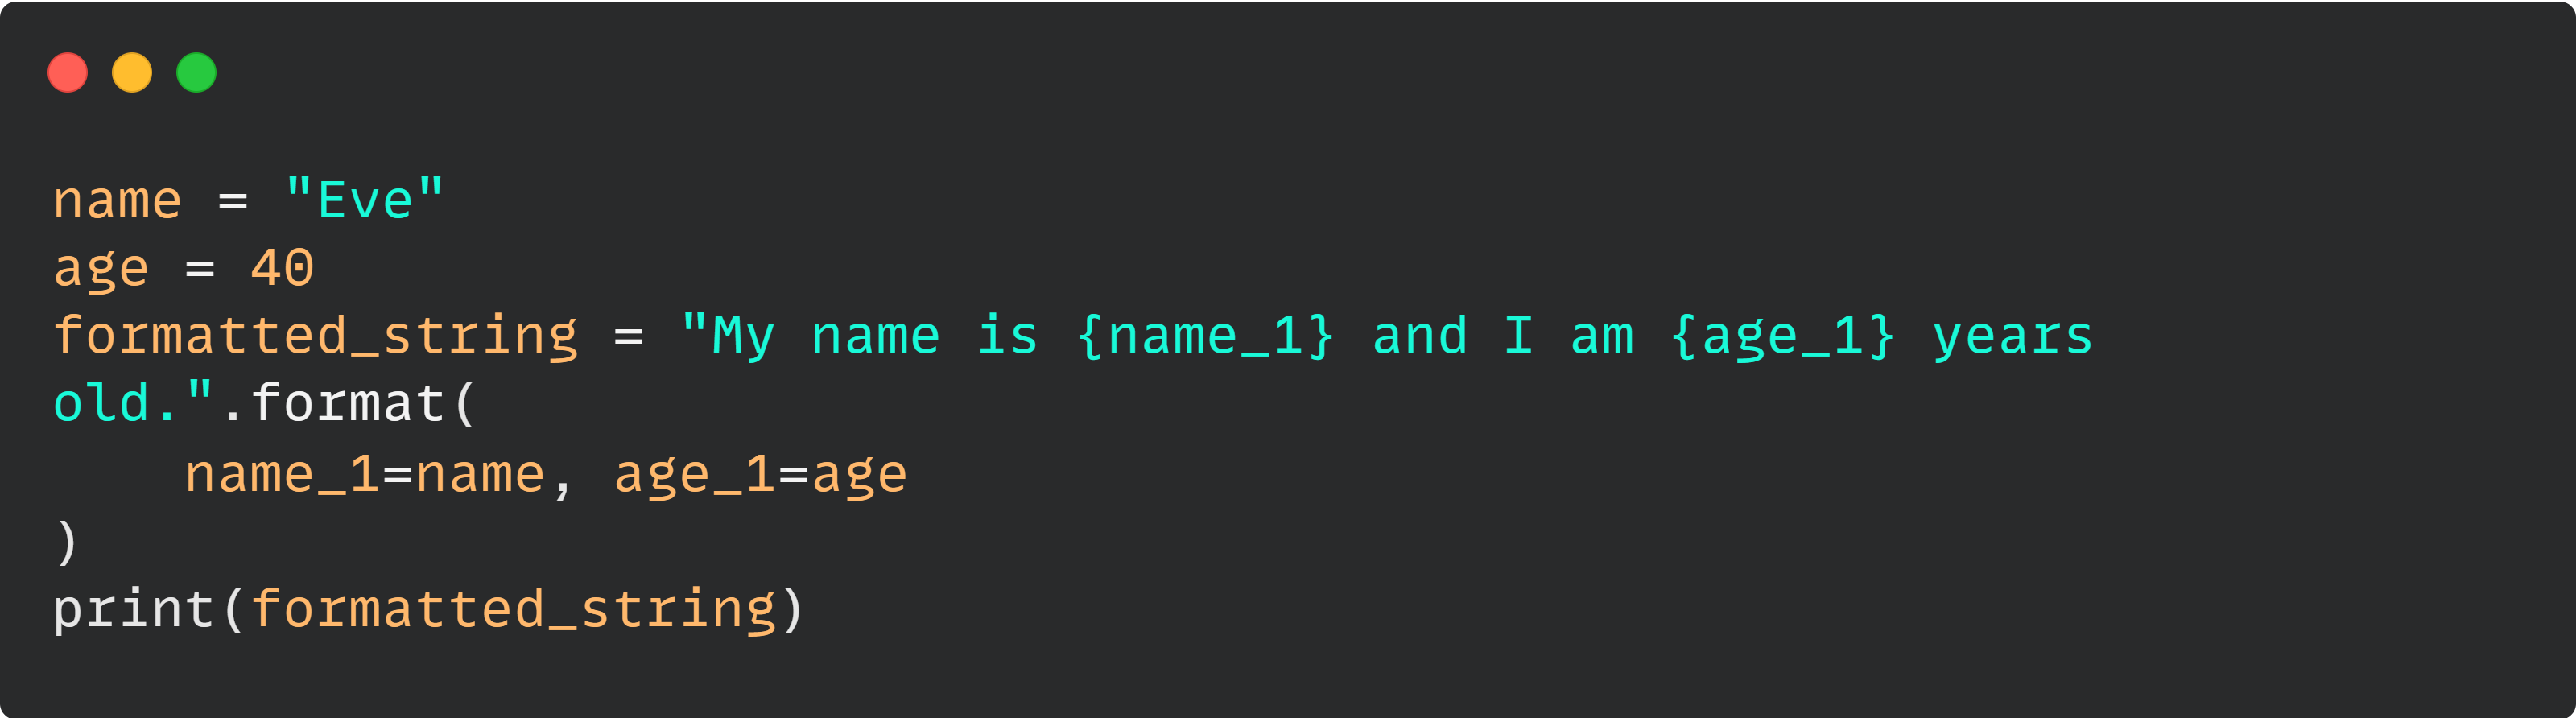 name = "Eve"
age = 40
formatted_string = "My name is {name_1} and I am {age_1} years
old.".format(
    name_1=name, age_1=age
)
print(formatted_string)